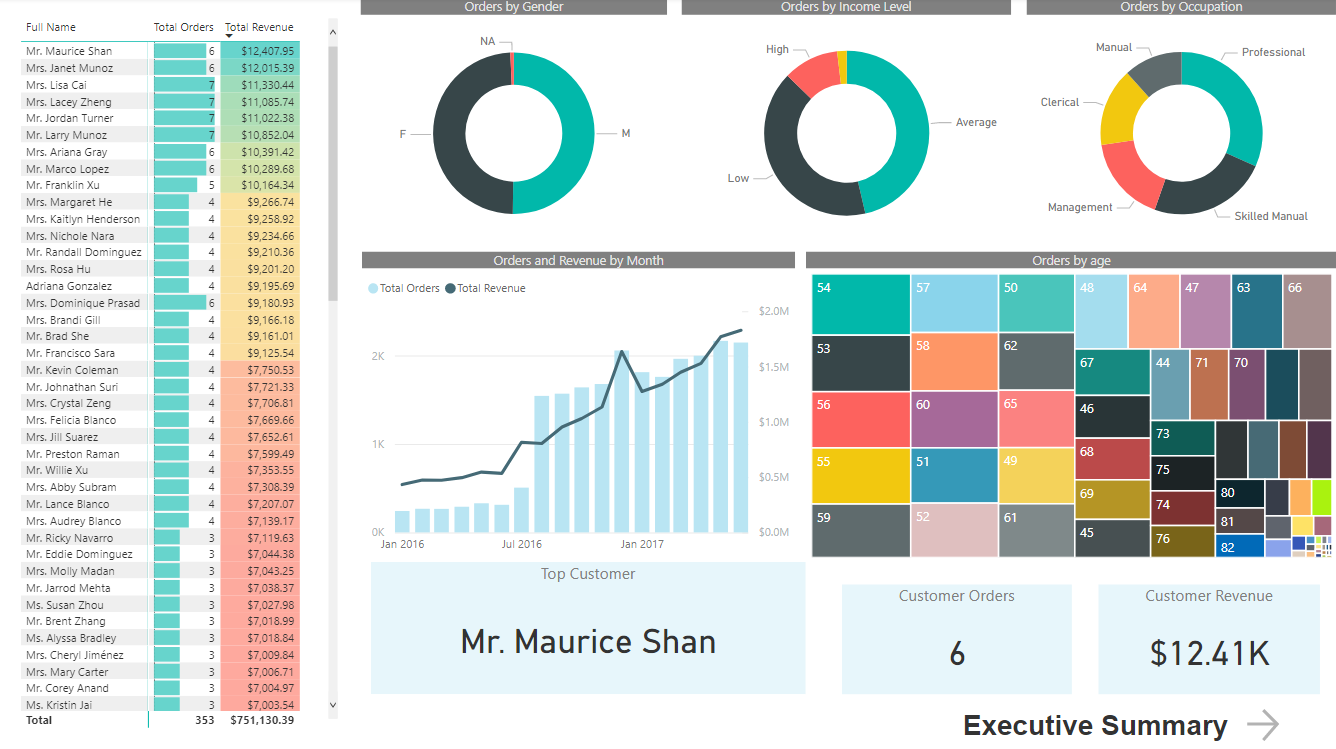 Full Name Total Orders Total Revenue
Mr. Maurice Shan 6 $12,407.95
Mrs. Janet Munoz 6 $12,015.39
Mrs. Lisa Cai 7 $11,330.44
Mrs. Lacey Zheng 7 $11,085.74
Mr. Jordan Turner 7 $11,022.38
Mr. Larry Munoz 7 $10,852.04
Mrs. Ariana Gray 6 $10,391.42
Mr. Marco Lopez 6 $10,289.68
Mr. Franklin Xu 5 $10,164.34
Mrs. Margaret He 4 $9,266.74
Mrs. Kaitlyn Henderson 4 $9,258.92
Mrs. Nichole Nara 4 $9,234.66
Mr. Randall Dominguez 4 $9,210.36
Mrs. Rosa Hu 4 $9,201.20
Adriana Gonzalez 4 $9,195.69
Mrs. Dominique Prasad 6 $9,180.93
Mrs. Brandi Gill 4 $9,166.18
Mr. Brad She 4 $9,161.01
Mr. Francisco Sara 4 $9,125.54
Mr. Kevin Coleman 4 $7,750.53
Mr. Johnathan Suri 4 $7,721.33
Mrs. Crystal Zeng 4 $7,706.81
Mrs. Felicia Blanco 4 $7,669.66
Mrs. Jill Suarez 4 $7,652.61
Mr. Preston Raman 4 $7,599.49
Mr. Willie Xu 4 $7,353.55
Mrs. Abby Subram 4 $7,308.39
Mr. Lance Blanco 4 $7,207.07
Mrs. Audrey Blanco 4 $7,139.17
Mr. Ricky Navarro 3 $7,119.63
Mr. Eddie Dominguez 3 $7,044.38
Mrs. Molly Madan 3 $7,043.25
Mr. Jarrod Mehta 3 $7,038.37
Ms. Susan Zhou 3 $7,027.98
Mr. Brent Zhang 3 $7,018.99
Ms. Alyssa Bradley 3 $7,018.84
Mrs. Cheryl Jiménez 3 $7,009.84
Mrs. Mary Carter 3 $7,006.71
Mr. Corey Anand 3 $7,004.97
Ms. Kristin Jai 3 $7,003.54
Total 353 $751,130.39
Orders by Gender
NA
F
M
Orders by Income Level
High
Average
Low
Orders by Occupation
Manual
Professional
Clerical
Management
Skilled Manual
Orders and Revenue by Month
Total Orders Total Revenue
$2.0M
2K
$1.5M
$1.0M
1K
$0.5M
0K
$0.0M
Jan 2016 Jul 2016 Jan 2017
Orders by age
54
53
56
55
59
57
58
60
51
52
50
62
65
49
61
48
64
47
63
66
67
46
68
69
45
44
71
70
73
75
74
76
80
81
82
Top Customer
Mr. Maurice Shan
Customer Orders
6
Customer Revenue
$12.41K
Executive Summary